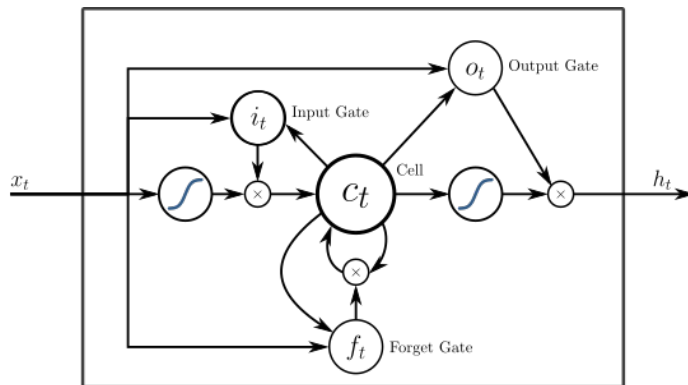 o_t Output Gate
i_t Input Gate
Cell
x_t × c_t × h_t
×
f_t Forget Gate